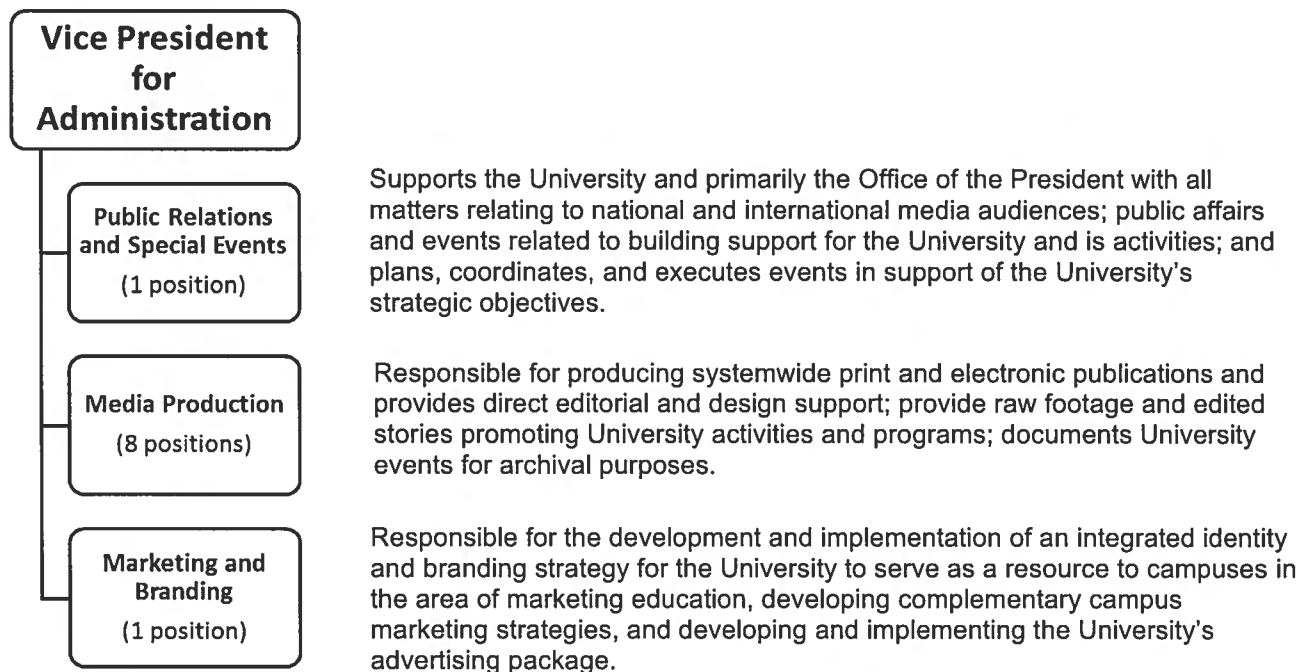 Vice President
for
Administration
Public Relations
and Special Events
(1 position)
Supports the University and primarily the Office of the President with all
matters relating to national and international media audiences; public affairs
and events related to building support for the University and is activities; and
plans, coordinates, and executes events in support of the University's
strategic objectives.
Media Production
(8 positions)
Responsible for producing systemwide print and electronic publications and
provides direct editorial and design support; provide raw footage and edited
stories promoting University activities and programs; documents University
events for archival purposes.
Marketing and
Branding
(1 position)
Responsible for the development and implementation of an integrated identity
and branding strategy for the University to serve as a resource to campuses in
the area of marketing education, developing complementary campus
marketing strategies, and developing and implementing the University's
advertising package.